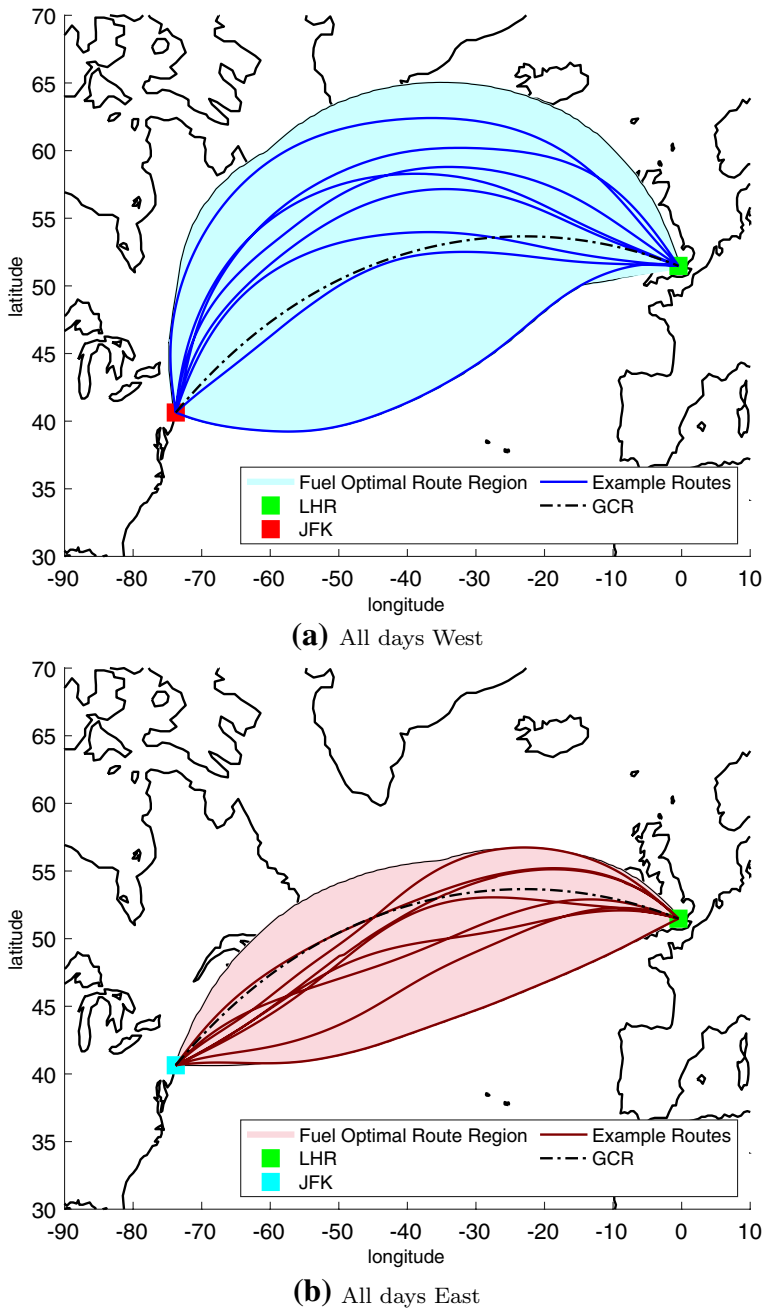 70
65
60
55
50
45
40
35
30
latitude
Fuel Optimal Route Region
Example Routes
LHR
GCR
JFK
-90 -80 -70 -60 -50 -40 -30 -20 -10 0 10
longitude
(a) All days West
70
65
60
55
50
45
40
35
30
latitude
Fuel Optimal Route Region
Example Routes
LHR
GCR
JFK
-90 -80 -70 -60 -50 -40 -30 -20 -10 0 10
longitude
(b) All days East